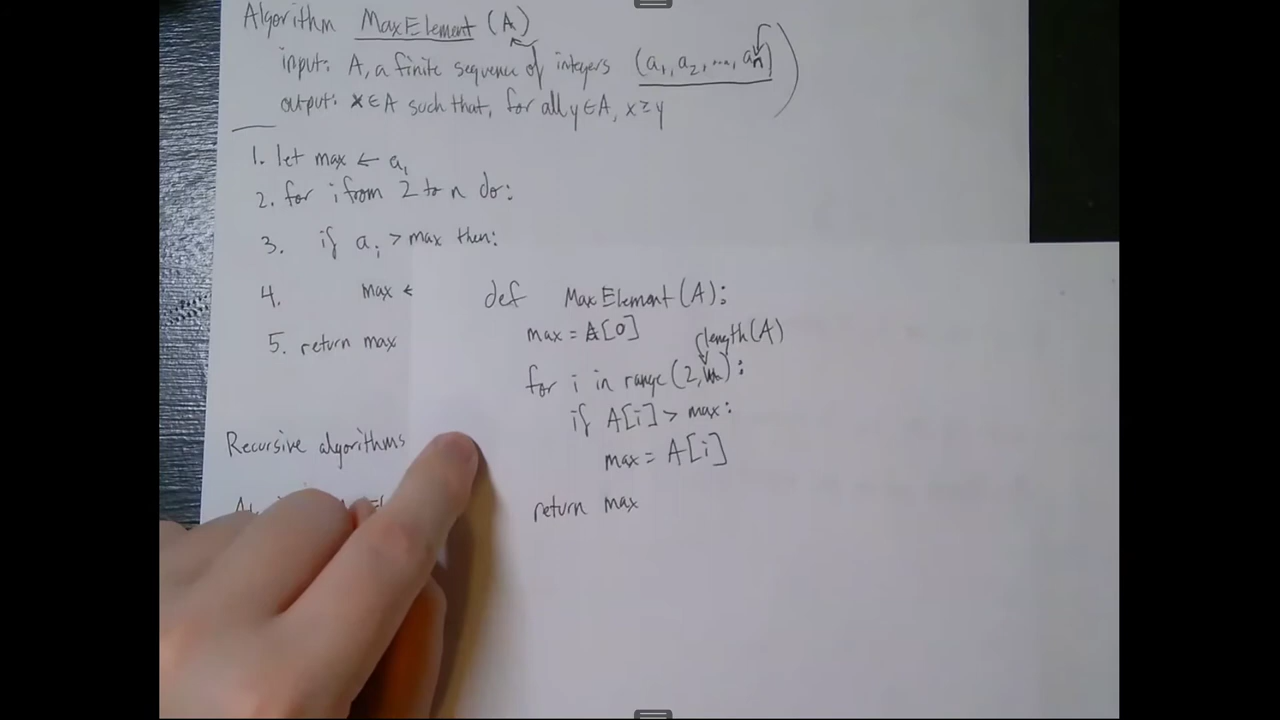 Algorithm MaxElement (A)
input: A, a finite sequence of integers (a₁, a₂, ..., aₙ)
output: x ∈ A such that, for all y ∈ A, x ≥ y
1. let max ← a₁
2. for i from 2 to n do:
3. if aᵢ > max then:
4. max ←
5. return max
Recursive algorithms
def MaxElement (A):
max = A[0]
length(A)
for i in range (2, ):
if A[i] > max:
max = A[i]
return max